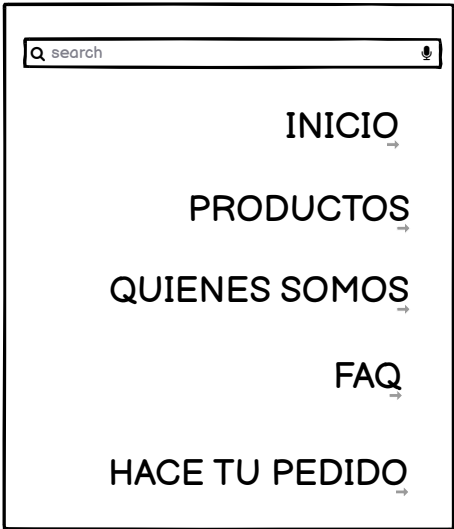 search
INICIO
PRODUCTOS
QUIENES SOMOS
FAQ
HACE TU PEDIDO